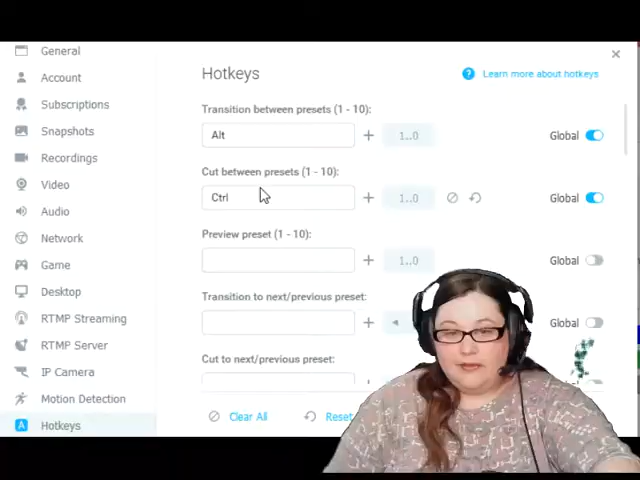 General
Account
Subscriptions
Snapshots
Recordings
Video
Audio
Network
Game
Desktop
RTMP Streaming
RTMP Server
IP Camera
Motion Detection
Hotkeys
Hotkeys
Learn more about hotkeys
Transition between presets (1 - 10):
Alt + 1..0 Global
Cut between presets (1 - 10):
Ctrl + 1..0 Global
Preview preset (1 - 10):
+ 1..0 Global
Transition to next/previous preset:
+ Global
Cut to next/previous preset:
Clear All Reset